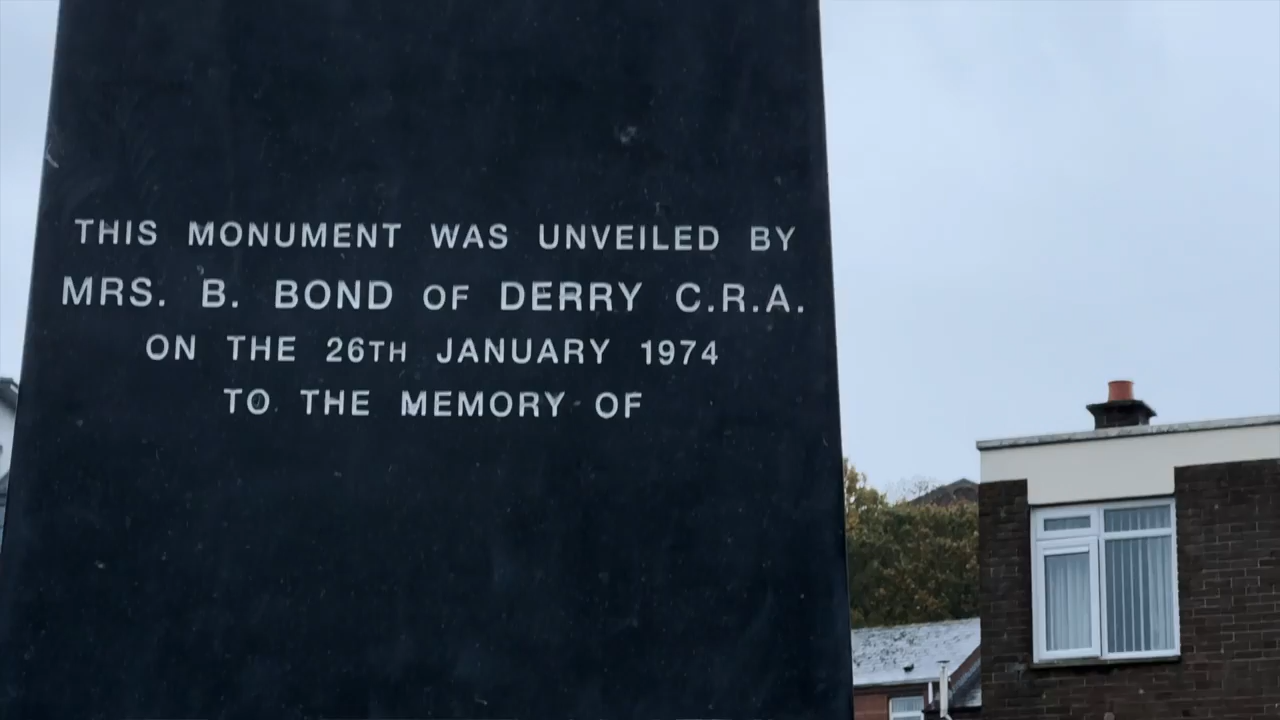 THIS MONUMENT WAS UNVEILED BY
MRS. B. BOND OF DERRY C.R.A.
ON THE 26TH JANUARY 1974
TO THE MEMORY OF